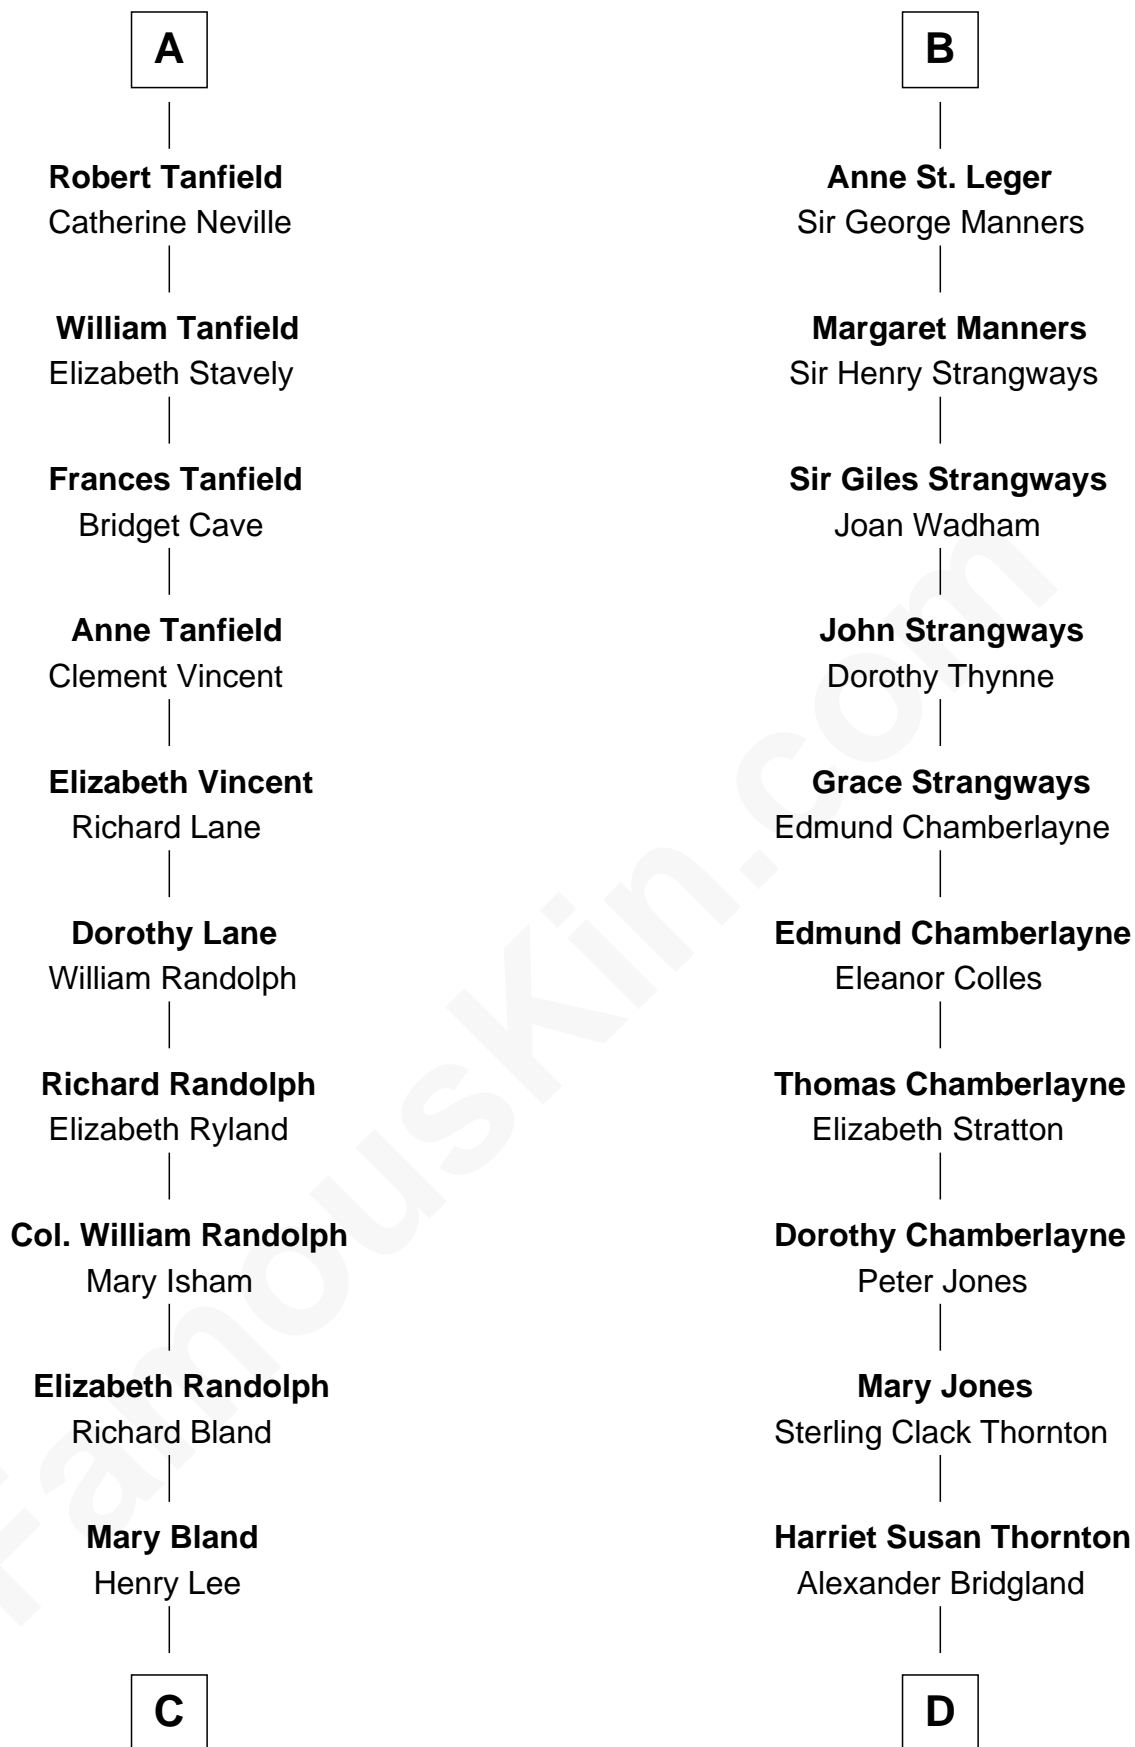 A
Robert Tanfield
Catherine Neville
William Tanfield
Elizabeth Stavely
Frances Tanfield
Bridget Cave
Anne Tanfield
Clement Vincent
Elizabeth Vincent
Richard Lane
Dorothy Lane
William Randolph
Richard Randolph
Elizabeth Ryland
Col. William Randolph
Mary Isham
Elizabeth Randolph
Richard Bland
Mary Bland
Henry Lee
C
B
Anne St. Leger
Sir George Manners
Margaret Manners
Sir Henry Strangways
Sir Giles Strangways
Joan Wadham
John Strangways
Dorothy Thynne
Grace Strangways
Edmund Chamberlayne
Edmund Chamberlayne
Eleanor Colles
Thomas Chamberlayne
Elizabeth Stratton
Dorothy Chamberlayne
Peter Jones
Mary Jones
Sterling Clack Thornton
Harriet Susan Thornton
Alexander Bridgland
D
FamousKin.com